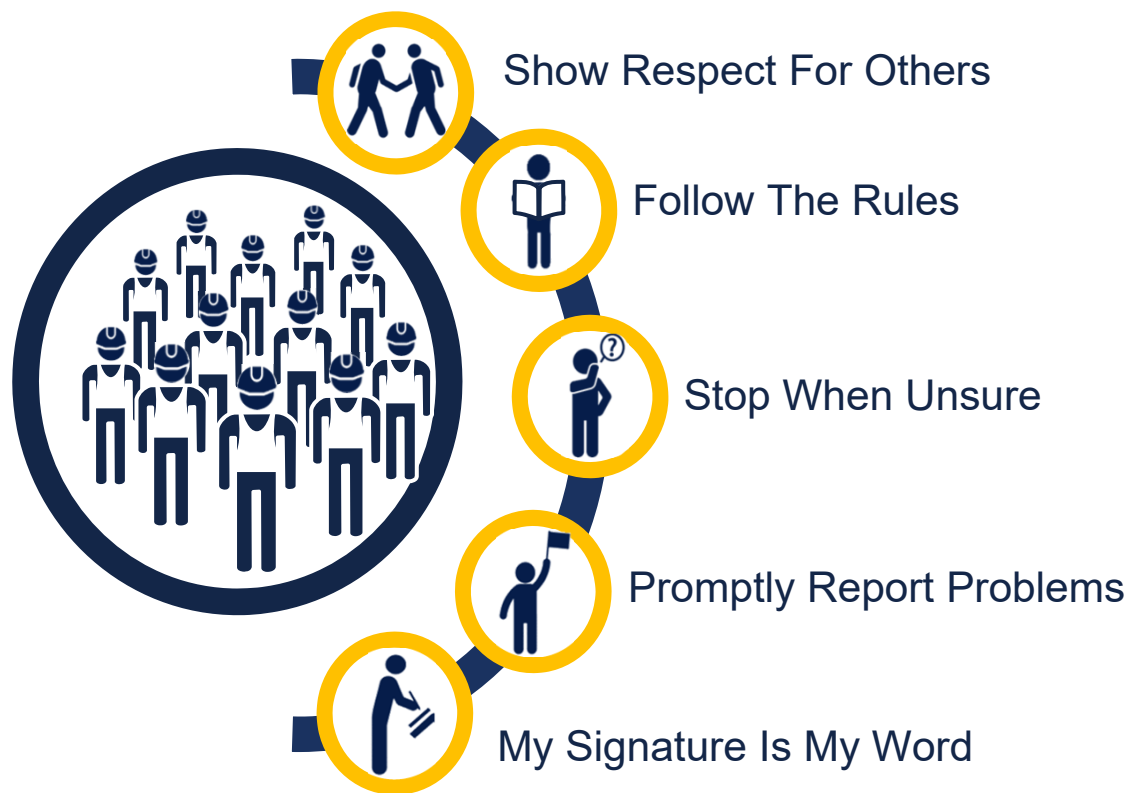 Show Respect For Others
Follow The Rules
?
Stop When Unsure
Promptly Report Problems
My Signature Is My Word